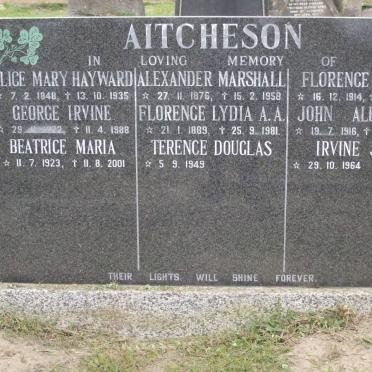 AITCHESON
IN LOVING MEMORY OF
LICE MARY HAYWARD ALEXANDER MARSHALL FLORENCE
☆ 7.2.1848, † 13.10.1935 ☆ 27.11.1876, † 15.2.1958 ☆ 16.12.1914, †
GEORGE IRVINE FLORENCE LYDIA A.A. JOHN
☆ 29. † 11.4.1988 ☆ 21.1.1889, † 25.9.1981 ☆ 19.7.1916, †
BEATRICE MARIA TERENCE DOUGLAS IRVINE
☆ 11.7.1923, † 11.8.2001 ☆ 5.9.1949 ☆ 29.10.1964
THEIR LIGHTS. WILL SHINE FOREVER.